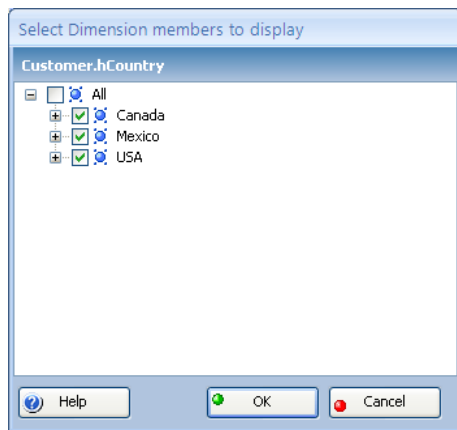 Select Dimension members to display
Customer.hCountry
All
Canada
Mexico
USA
Help OK Cancel